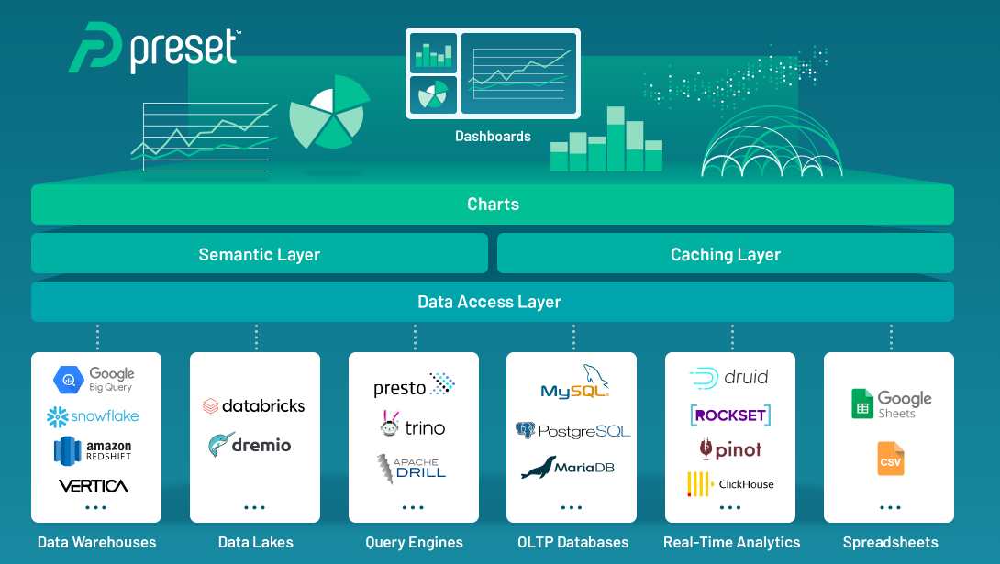 preset™
Dashboards
Charts
Semantic Layer
Caching Layer
Data Access Layer
Google
Big Query
snowflake
amazon
REDSHIFT
VERTICA
...
Data Warehouses
databricks
dremio
...
Data Lakes
presto
trino
APACHE
DRILL
...
Query Engines
MySQL
PostgreSQL
MariaDB
...
OLTP Databases
druid
ROCKSET
pinot
ClickHouse
...
Real-Time Analytics
Google
Sheets
CSV
...
Spreadsheets